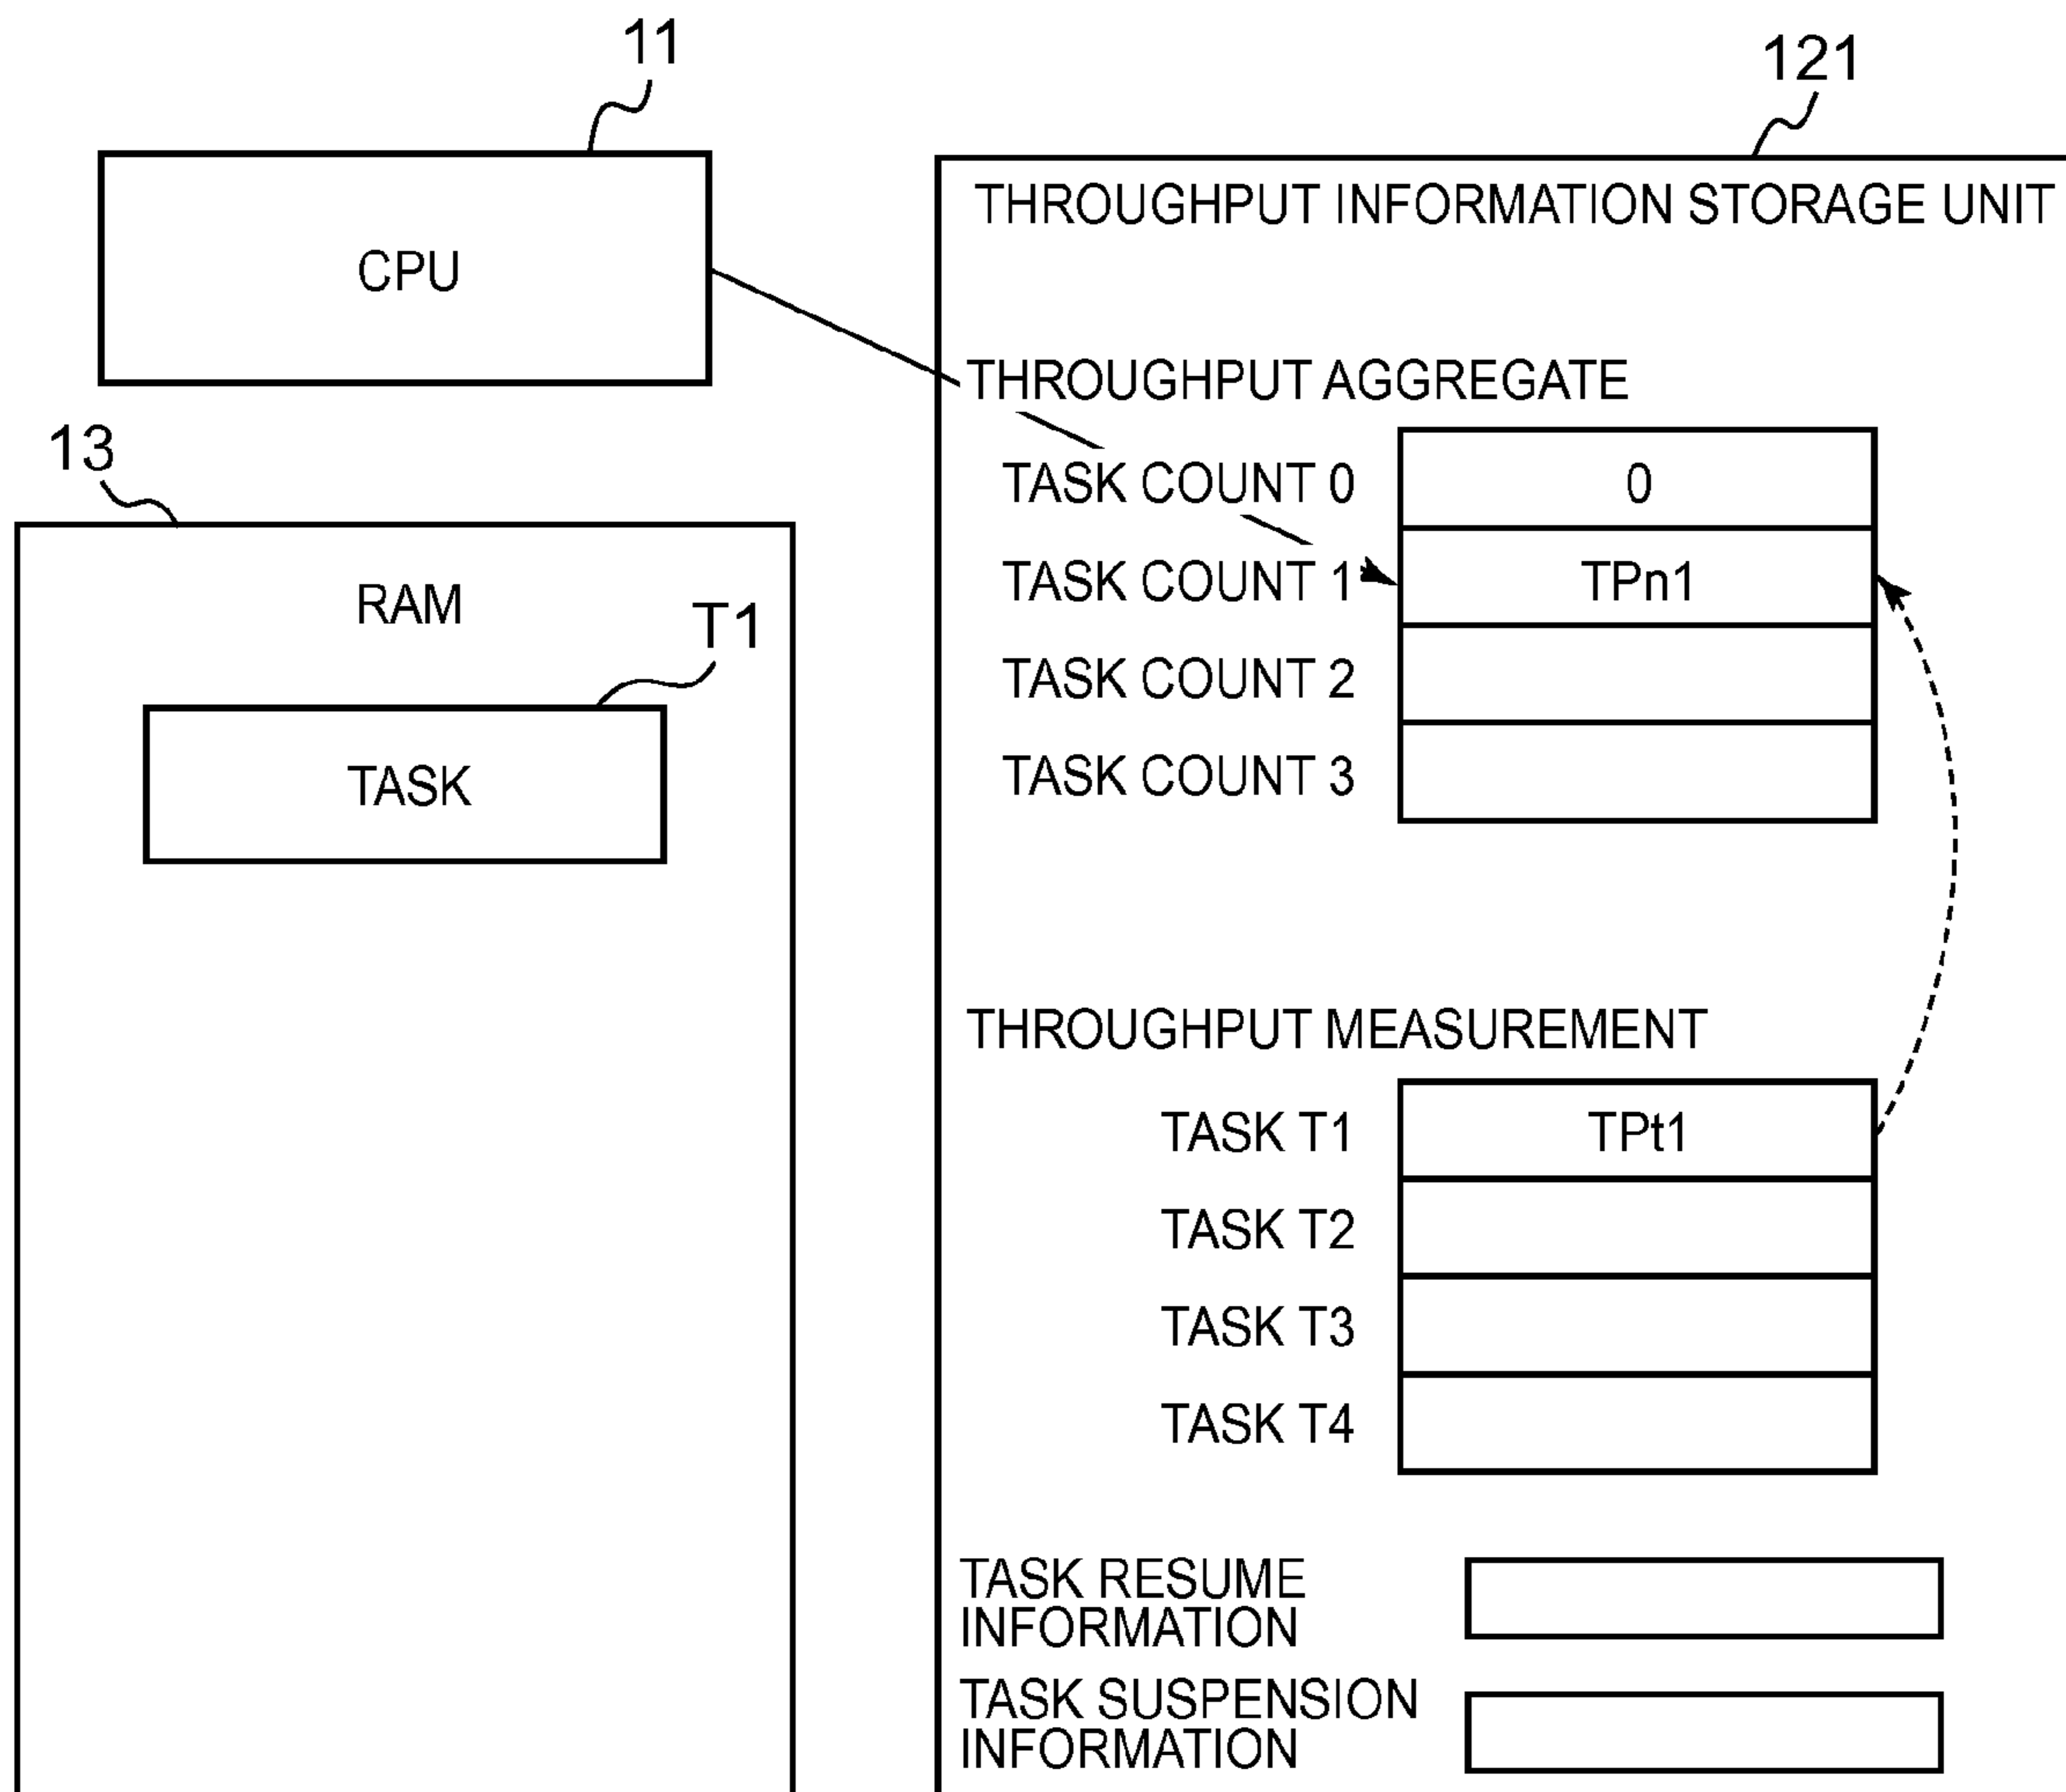 11
121
CPU
THROUGHPUT INFORMATION STORAGE UNIT
THROUGHPUT AGGREGATE
13
TASK COUNT 0
0
TASK COUNT 1
TPn1
RAM
T1
TASK COUNT 2
TASK
TASK COUNT 3
THROUGHPUT MEASUREMENT
TASK T1
TPt1
TASK T2
TASK T3
TASK T4
TASK RESUME
INFORMATION
TASK SUSPENSION
INFORMATION